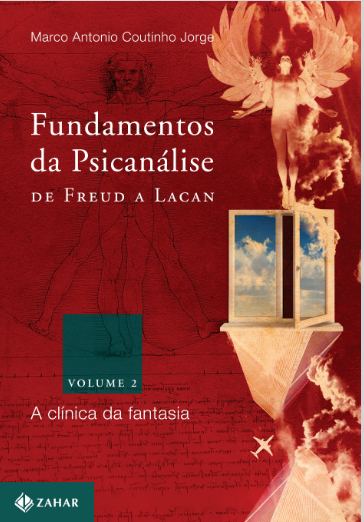 Marco Antonio Coutinho Jorge
Fundamentos
da Psicanálise
DE FREUD A LACAN
VOLUME 2
A clínica da fantasia
ZAHAR